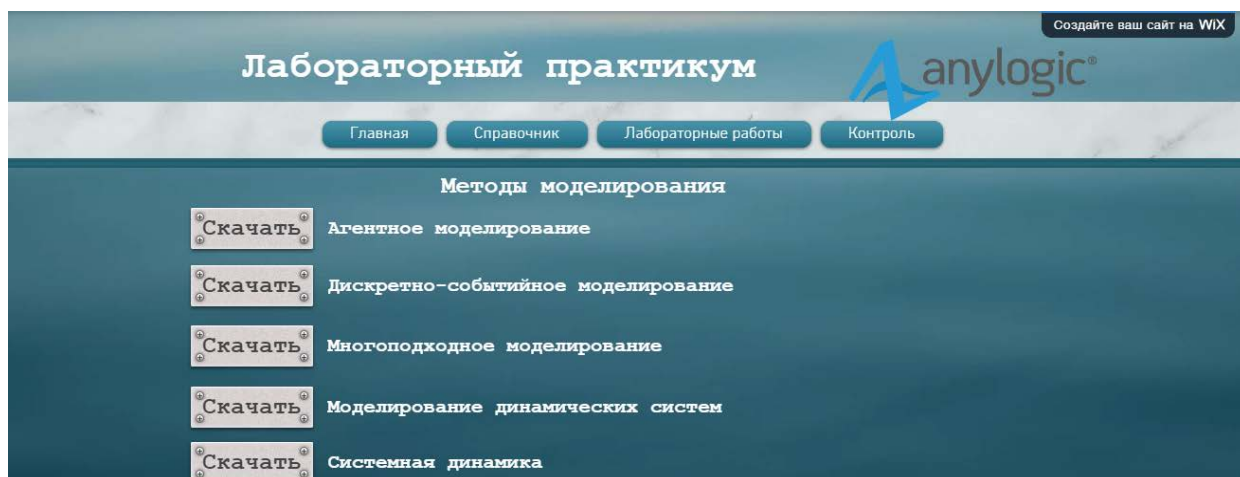 Создайте ваш сайт на WiX
Лабораторный практикум
anylogic®
Главная Справочник Лабораторные работы Контроль
Методы моделирования
Скачать Агентное моделирование
Скачать Дискретно-событийное моделирование
Скачать Многоподходное моделирование
Скачать Моделирование динамических систем
Скачать Системная динамика